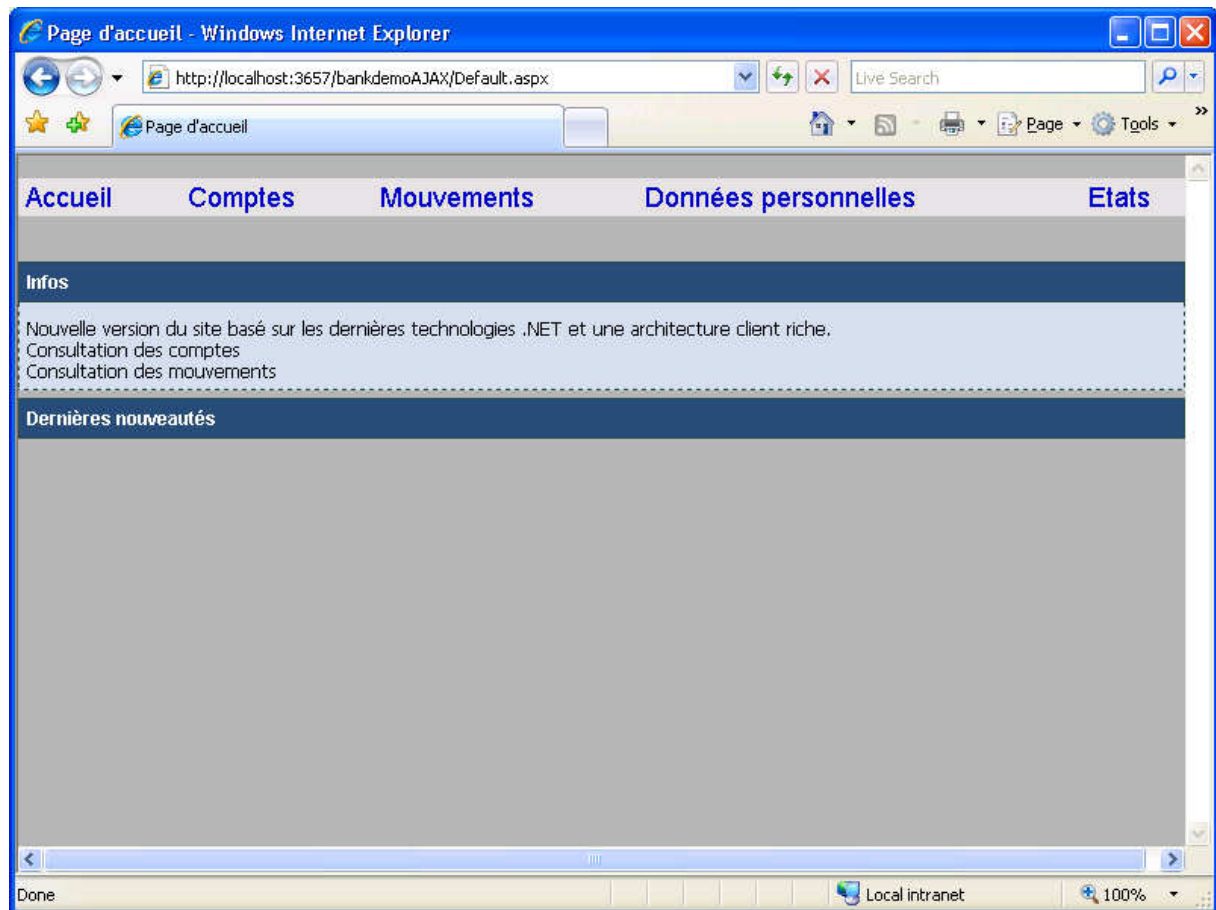 Page d'accueil - Windows Internet Explorer
http://localhost:3657/bankdemoAJAX/Default.aspx
Live Search
Page d'accueil
Page
Tools
»
Accueil Comptes Mouvements Données personnelles Etats
Infos
Nouvelle version du site basé sur les dernières technologies .NET et une architecture client riche.
Consultation des comptes
Consultation des mouvements
Dernières nouveautés
Done
Local intranet
100%